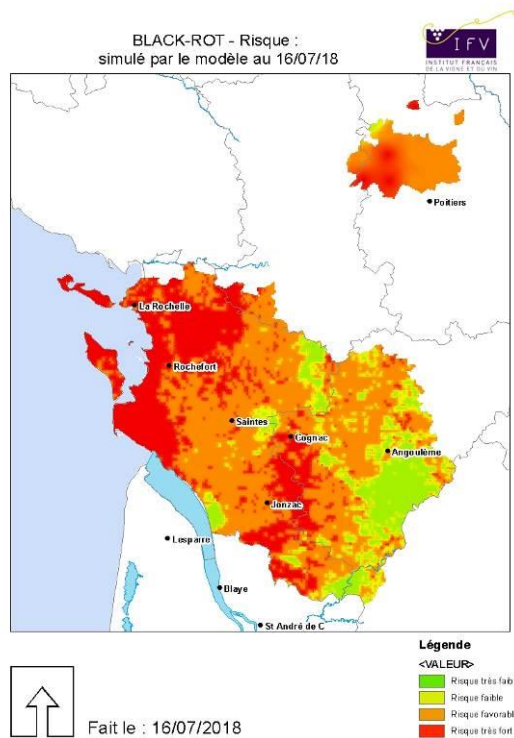 BLACK-ROT - Risque :
simulé par le modèle au 16/07/18
IFV
INSTITUT FRANÇAIS
DE LA VIGNE ET DU VIN
Poitiers
La Rochelle
Rochefort
Saintes
Cognac
Angoulême
Jonzac
Lesparre
Blaye
St André de C
Légende
<VALEUR>
Risque très faib
Risque faible
Risque favorabl
Risque très fort
Fait le : 16/07/2018